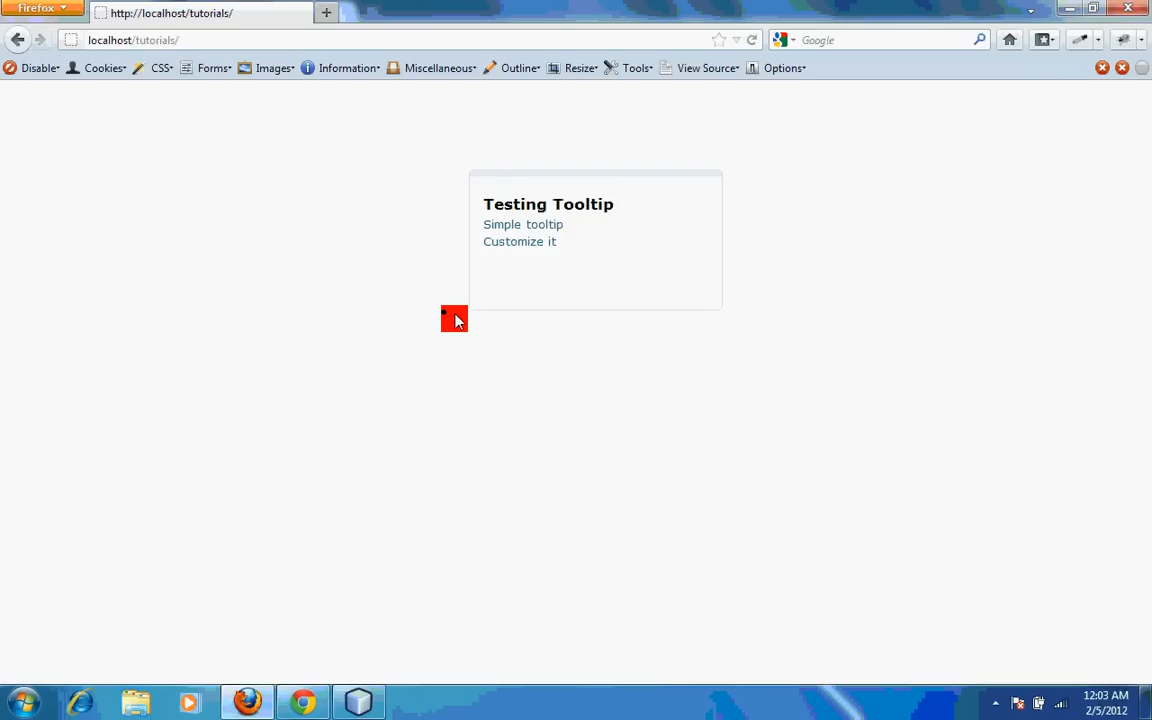 Firefox
http://localhost/tutorials/
localhost/tutorials/
Google
Disable Cookies CSS Forms Images Information Miscellaneous Outline Resize Tools View Source Options
Testing Tooltip
Simple tooltip
Customize it
12:03 AM
2/5/2012